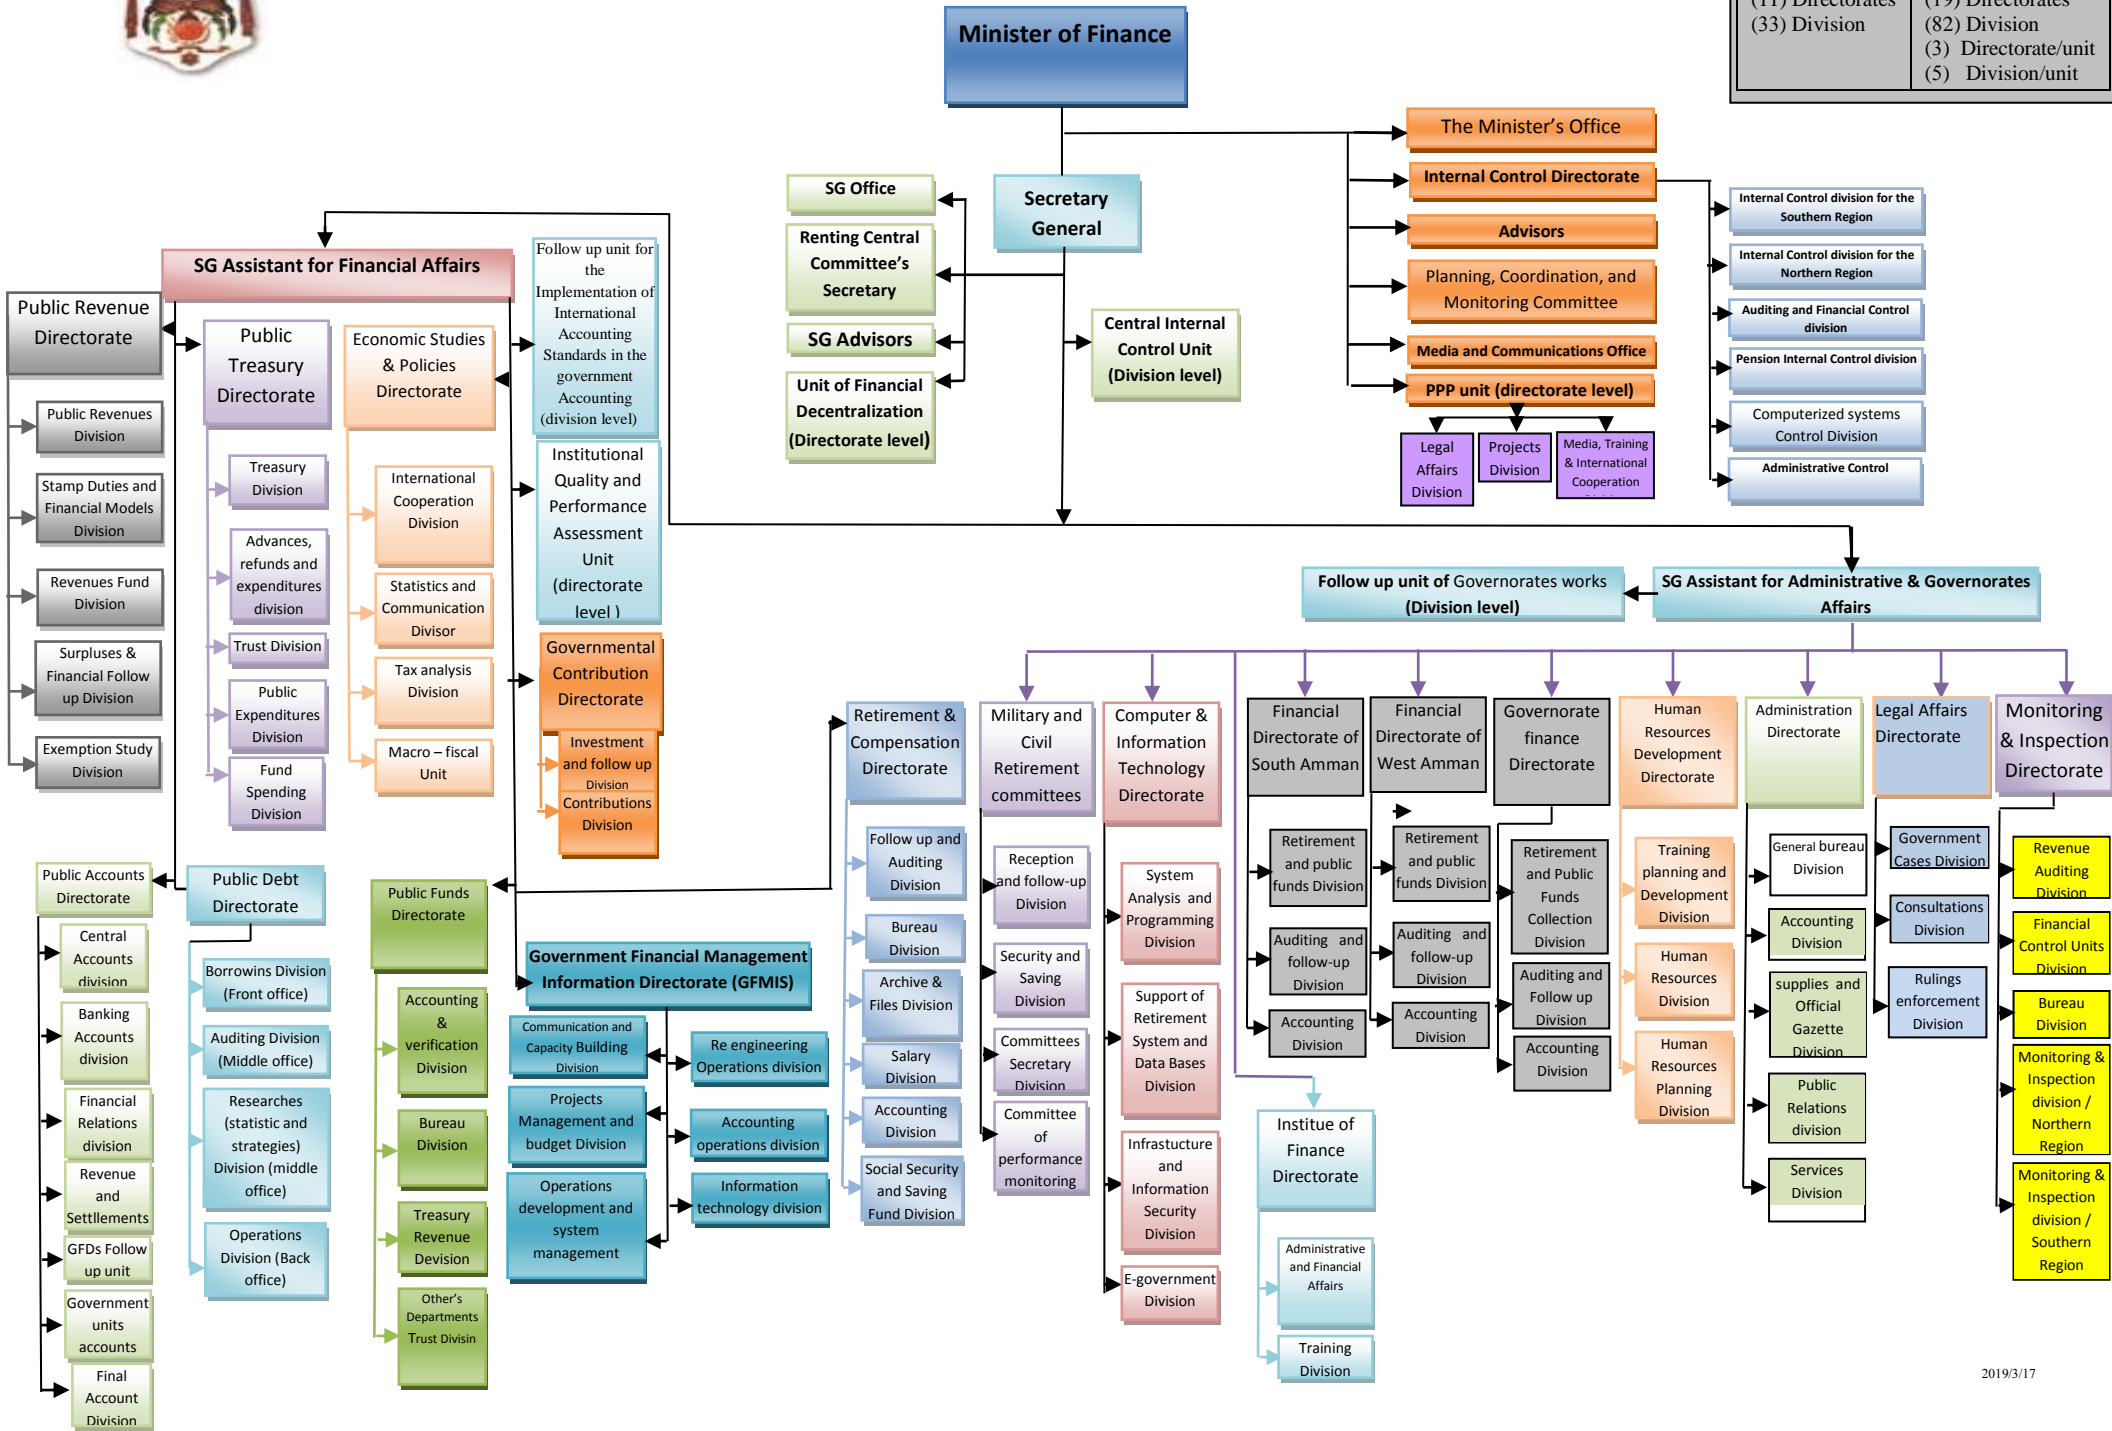 (11) Directorates
(33) Division
(19) Directorates
(82) Division
(3) Directorate/unit
(5) Division/unit
Minister of Finance
The Minister's Office
Internal Control Directorate
Advisors
Planning, Coordination, and
Monitoring Committee
Media and Communications Office
PPP unit (directorate level)
Legal
Affairs
Division
Projects
Division
Media, Training
& International
Cooperation
Internal Control division for the
Southern Region
Internal Control division for the
Northern Region
Auditing and Financial Control
division
Pension Internal Control division
Computerized systems
Control Division
Administrative Control
Secretary
General
SG Office
Renting Central
Committee's
Secretary
SG Advisors
Unit of Financial
Decentralization
(Directorate level)
Central Internal
Control Unit
(Division level)
SG Assistant for Financial Affairs
Public Revenue
Directorate
Public Revenues
Division
Stamp Duties and
Financial Models
Division
Revenues Fund
Division
Surpluses &
Financial Follow
up Division
Exemption Study
Division
Public
Treasury
Directorate
Treasury
Division
Advances,
refunds and
expenditures
division
Trust Division
Public
Expenditures
Division
Fund
Spending
Division
Economic Studies
& Policies
Directorate
International
Cooperation
Division
Statistics and
Communication
Divisor
Tax analysis
Division
Macro – fiscal
Unit
Follow up unit for
the
Implementation of
International
Accounting
Standards in the
government
Accounting
(division level)
Institutional
Quality and
Performance
Assessment
Unit
(directorate
level )
Governmental
Contribution
Directorate
Investment
and follow up
Division
Contributions
Division
Public Accounts
Directorate
Central
Accounts
division
Banking
Accounts
division
Financial
Relations
division
Revenue
and
Settllements
GFDs Follow
up unit
Government
units
accounts
Final
Account
Division
Public Debt
Directorate
Borrowins Division
(Front office)
Auditing Division
(Middle office)
Researches
(statistic and
strategies)
Division (middle
office)
Operations
Division (Back
office)
Public Funds
Directorate
Accounting
&
verification
Division
Bureau
Division
Treasury
Revenue
Devision
Other's
Departments
Trust Divisin
Government Financial Management
Information Directorate (GFMIS)
Communication and
Capacity Building
Division
Projects
Management and
budget Division
Operations
development and
system
management
Re engineering
Operations division
Accounting
operations division
Information
technology division
Retirement &
Compensation
Directorate
Follow up and
Auditing
Division
Bureau
Division
Archive &
Files Division
Salary
Division
Accounting
Division
Social Security
and Saving
Fund Division
Follow up unit of Governorates works
(Division level)
SG Assistant for Administrative & Governorates
Affairs
Military and
Civil
Retirement
committees
Reception
and follow-up
Division
Security and
Saving
Division
Committees
Secretary
Division
Committee
of
performance
monitoring
Computer &
Information
Technology
Directorate
System
Analysis and
Programming
Division
Support of
Retirement
System and
Data Bases
Division
Infrastucture
and
Information
Security
Division
E-government
Division
Institue of
Finance
Directorate
Administrative
and Financial
Affairs
Training
Division
Financial
Directorate of
South Amman
Retirement
and public
funds Division
Auditing and
follow-up
Division
Accounting
Division
Financial
Directorate of
West Amman
Retirement
and public
funds Division
Auditing and
follow-up
Division
Accounting
Division
Governorate
finance
Directorate
Retirement
and Public
Funds
Collection
Division
Auditing and
Follow up
Division
Accounting
Division
Human
Resources
Development
Directorate
Training
planning and
Development
Division
Human
Resources
Division
Human
Resources
Planning
Division
Administration
Directorate
General bureau
Division
Accounting
Division
supplies and
Official
Gazette
Division
Public
Relations
division
Services
Division
Legal Affairs
Directorate
Government
Cases Division
Consultations
Division
Rulings
enforcement
Division
Monitoring
& Inspection
Directorate
Revenue
Auditing
Division
Financial
Control Units
Division
Bureau
Division
Monitoring &
Inspection
division /
Northern
Region
Monitoring &
Inspection
division /
Southern
Region
2019/3/17